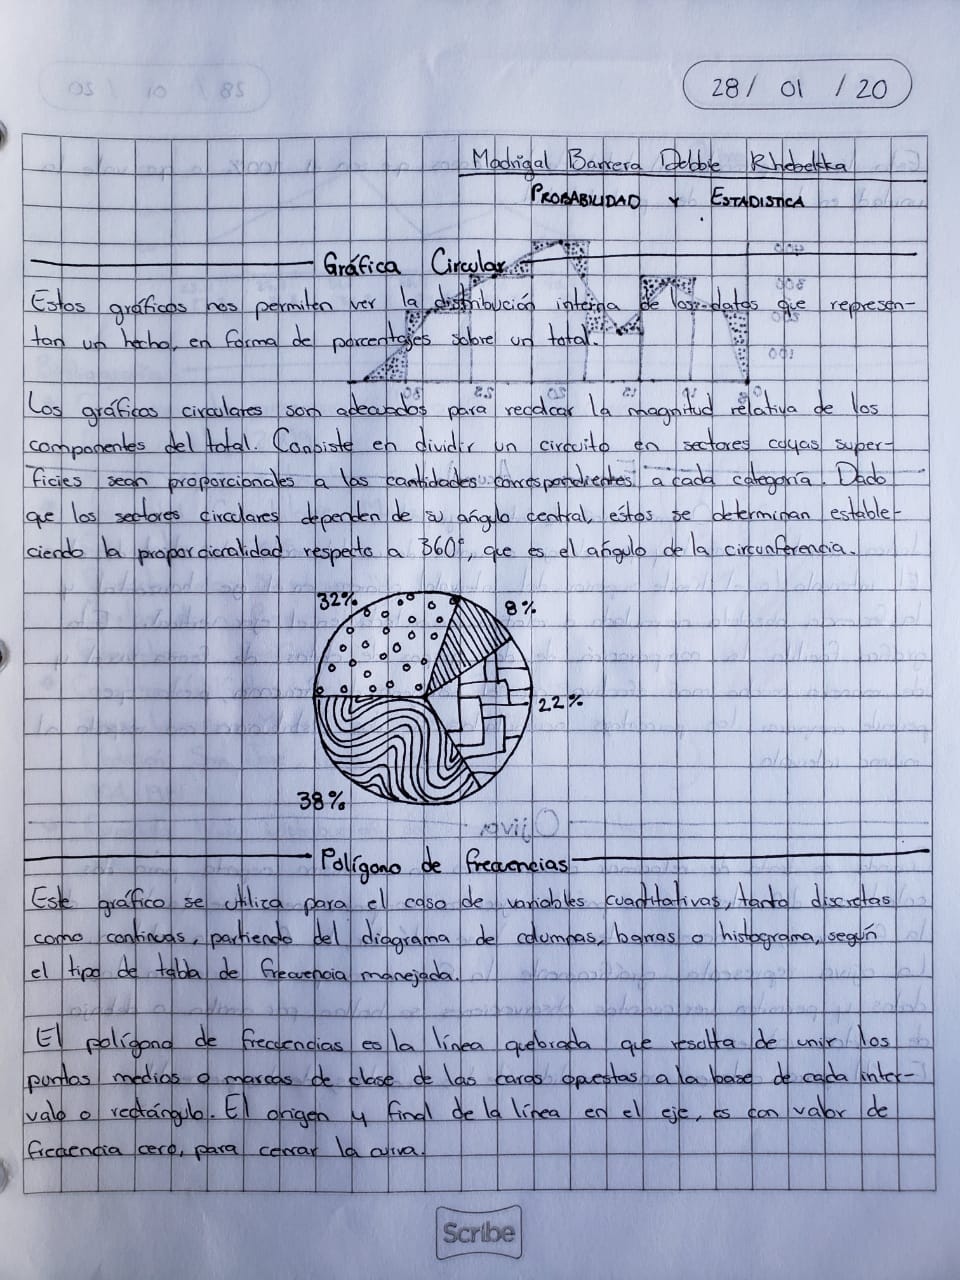 28/ 01 /20
Madrigal Barrera Debbie Rhebekka
PROBABILIDAD Y ESTADISTICA
Gráfica Circular
Estos gráficos nos permiten ver la distribución interna de los datos que represen-
tan un hecho, en forma de porcentajes sobre un total.
Los gráficos circulares son adecuados para recalcar la magnitud relativa de los
componentes del total. Consiste en dividir un circuito en sectores cuyas super-
ficies sean proporcionales a las cantidades correspondientes a cada categoría. Dado
que los sectores circulares dependen de su ángulo central, éstos se determinan estable-
ciendo la proporcionalidad respecto a 360°, que es el ángulo de la circunferencia.
32%
8%
22%
38%
Polígono de frecuencias
Este gráfico se utiliza para el caso de variables cuantitativas, tanto discretas
como continuas, partiendo del diagrama de columnas, barras o histograma, según
el tipo de tabla de frecuencia manejada.
El polígono de frecuencias es la línea quebrada que resulta de unir los
puntos medios o marcas de clase de las caras opuestas a la base de cada inter-
valo o rectángulo. El origen y final de la línea en el eje, es con valor de
frecuencia cero, para cerrar la curva.
Scribe